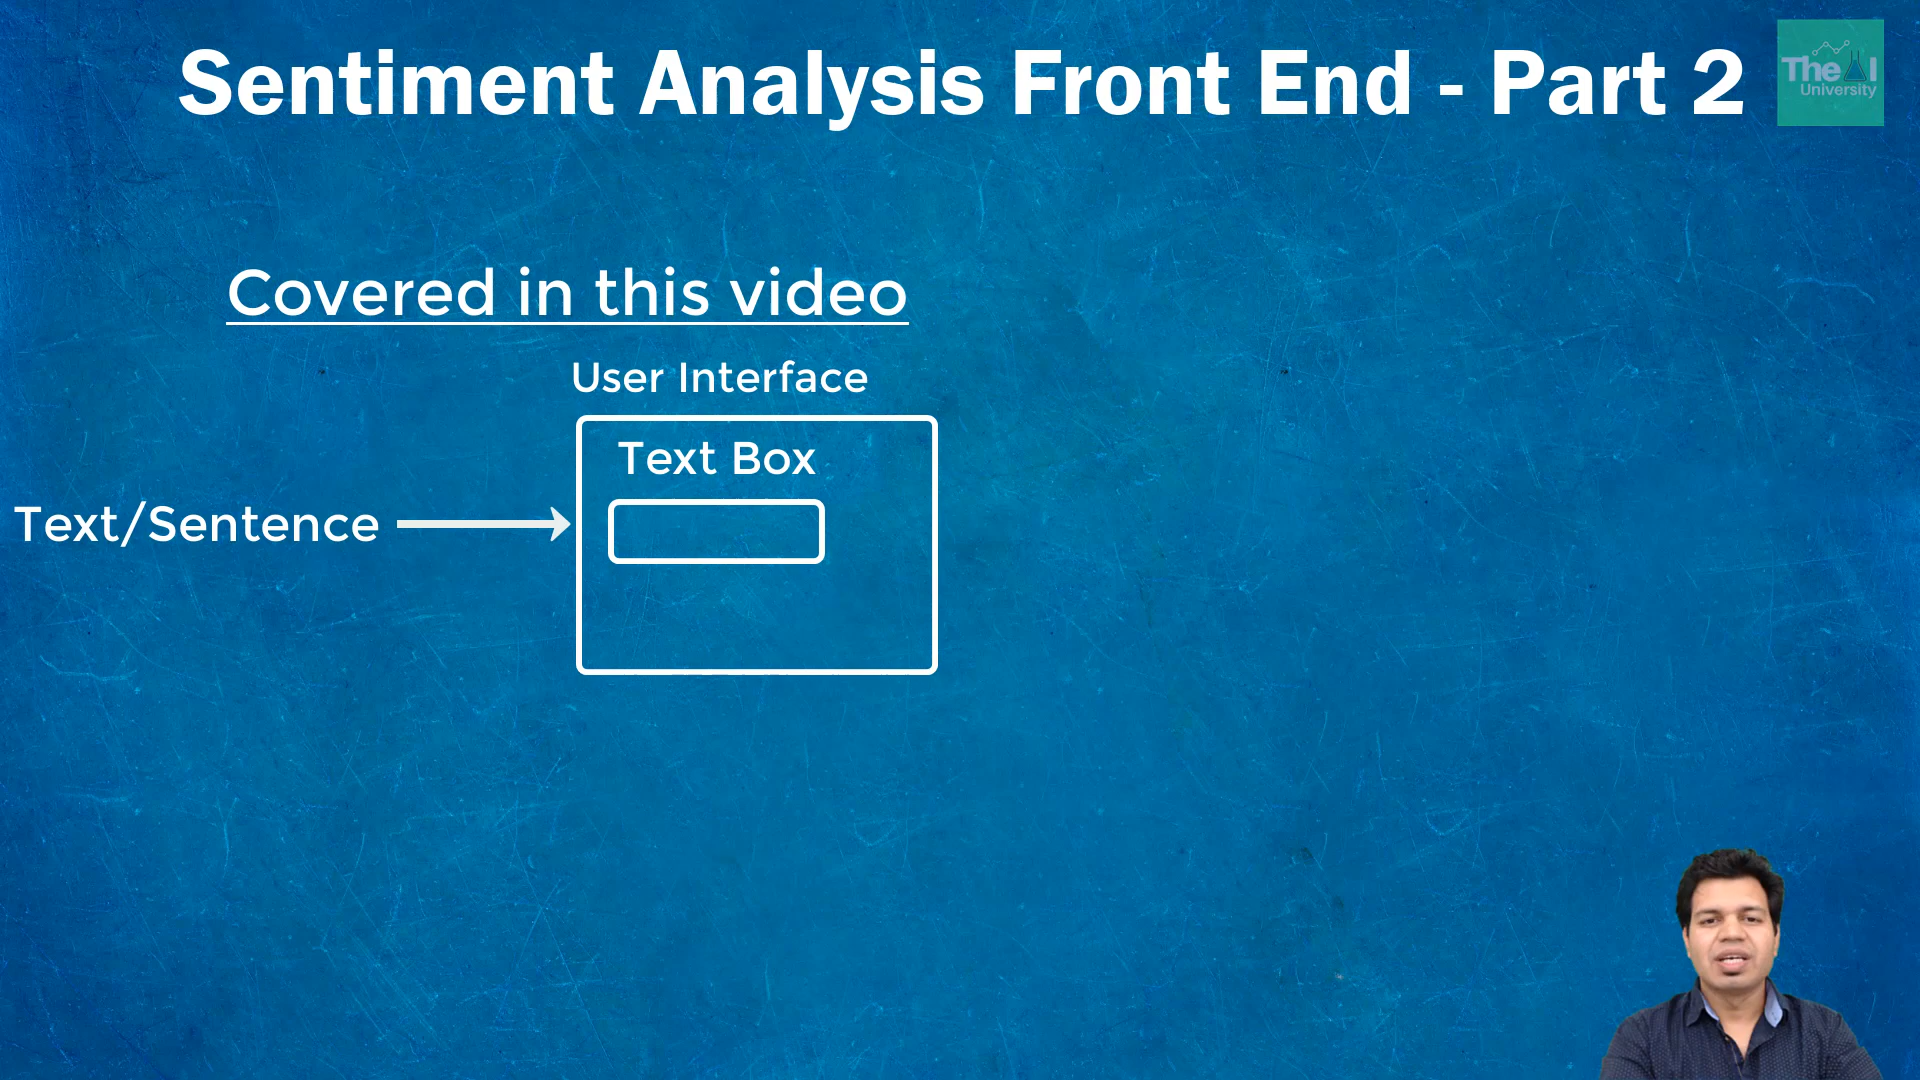 Sentiment Analysis Front End - Part 2
The AI
University
Covered in this video
User Interface
Text Box
Text/Sentence